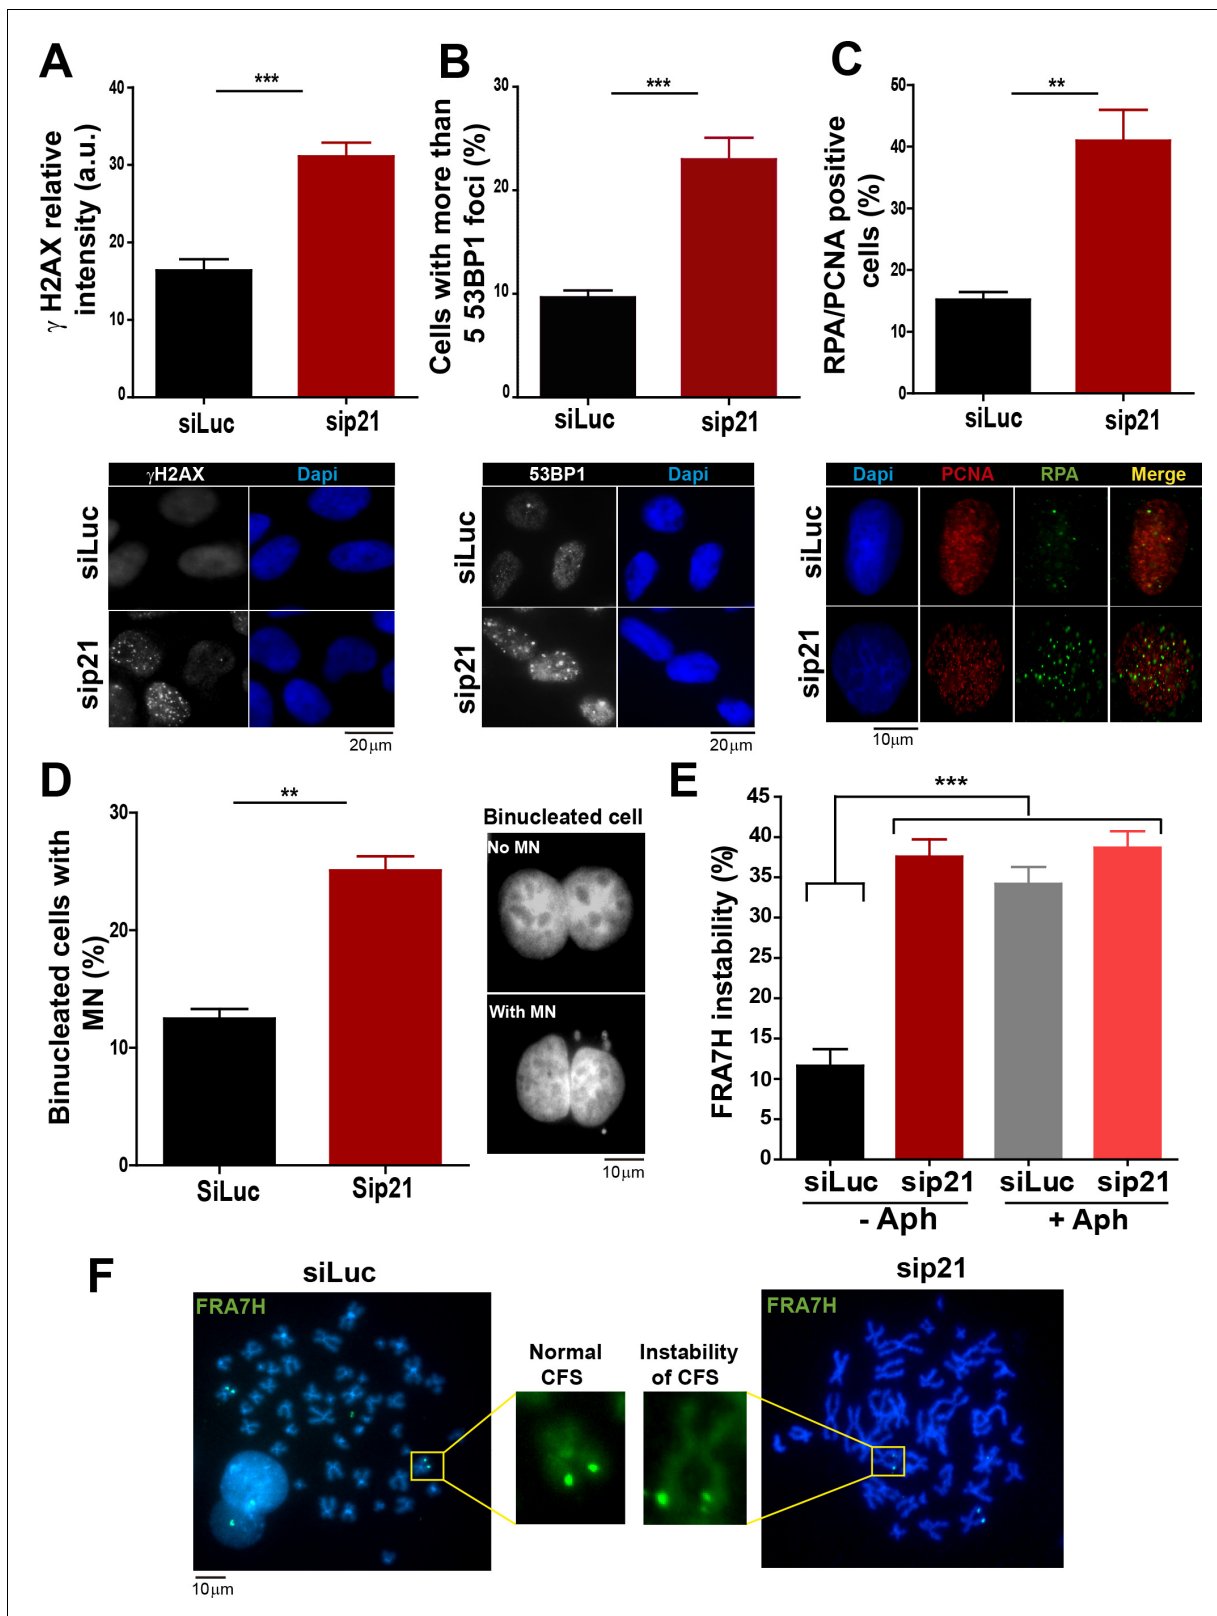 A
γ H2AX relative
intensity (a.u.)
40
30
20
10
0
***
siLuc
sip21
γH2AX
Dapi
siLuc
sip21
20µm
B
Cells with more than
5 53BP1 foci (%)
30
20
10
0
***
siLuc
sip21
53BP1
Dapi
siLuc
sip21
20µm
C
RPA/PCNA positive
cells (%)
50
40
30
20
10
0
**
siLuc
sip21
Dapi
PCNA
RPA
Merge
siLuc
sip21
10µm
D
Binucleated cells with
MN (%)
30
20
10
0
**
SiLuc
Sip21
Binucleated cell
No MN
With MN
10µm
E
FRA7H instability (%)
45
40
35
30
25
20
15
10
5
0
***
siLuc
sip21
siLuc
sip21
- Aph
+ Aph
F
siLuc
FRA7H
10µm
Normal
CFS
Instability
of CFS
sip21
FRA7H